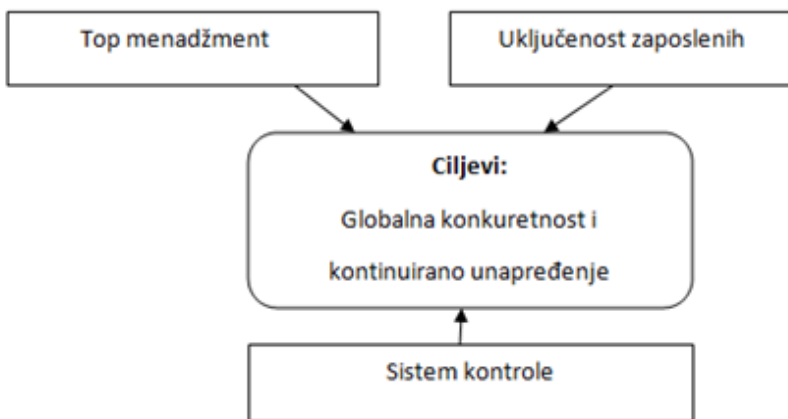 Top menadžment
Uključenost zaposlenih
Ciljevi:
Globalna konkuretnost i
kontinuirano unapređenje
Sistem kontrole